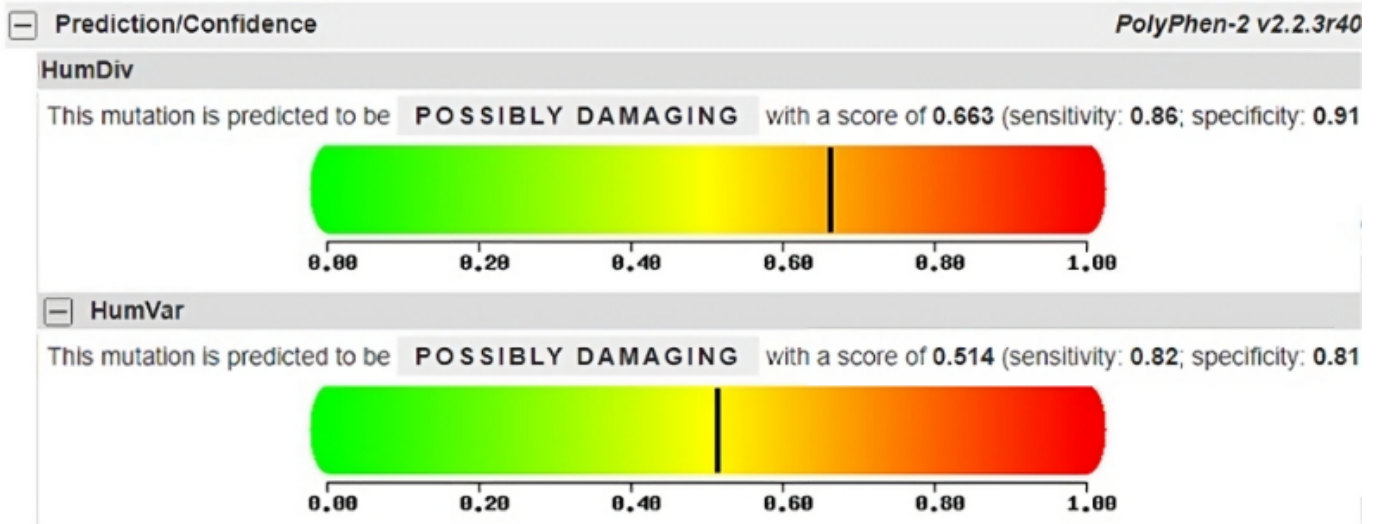 Prediction/Confidence PolyPhen-2 v2.2.3r40
HumDiv
This mutation is predicted to be POSSIBLY DAMAGING with a score of 0.663 (sensitivity: 0.86; specificity: 0.91
0.00 0.20 0.40 0.60 0.80 1.00
HumVar
This mutation is predicted to be POSSIBLY DAMAGING with a score of 0.514 (sensitivity: 0.82; specificity: 0.81
0.00 0.20 0.40 0.60 0.80 1.00